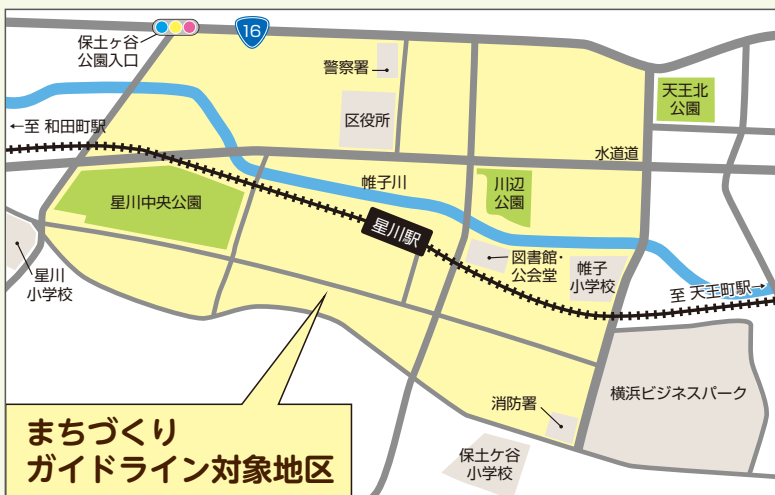 保土ヶ谷
公園入口
16
警察署
区役所
天王北
公園
←至 和田町駅
水道道
帷子川
川辺
公園
星川中央公園
星川駅
図書館・
公会堂
帷子
小学校
星川
小学校
至 天王町駅→
横浜ビジネスパーク
消防署
保土ケ谷
小学校
まちづくり
ガイドライン対象地区